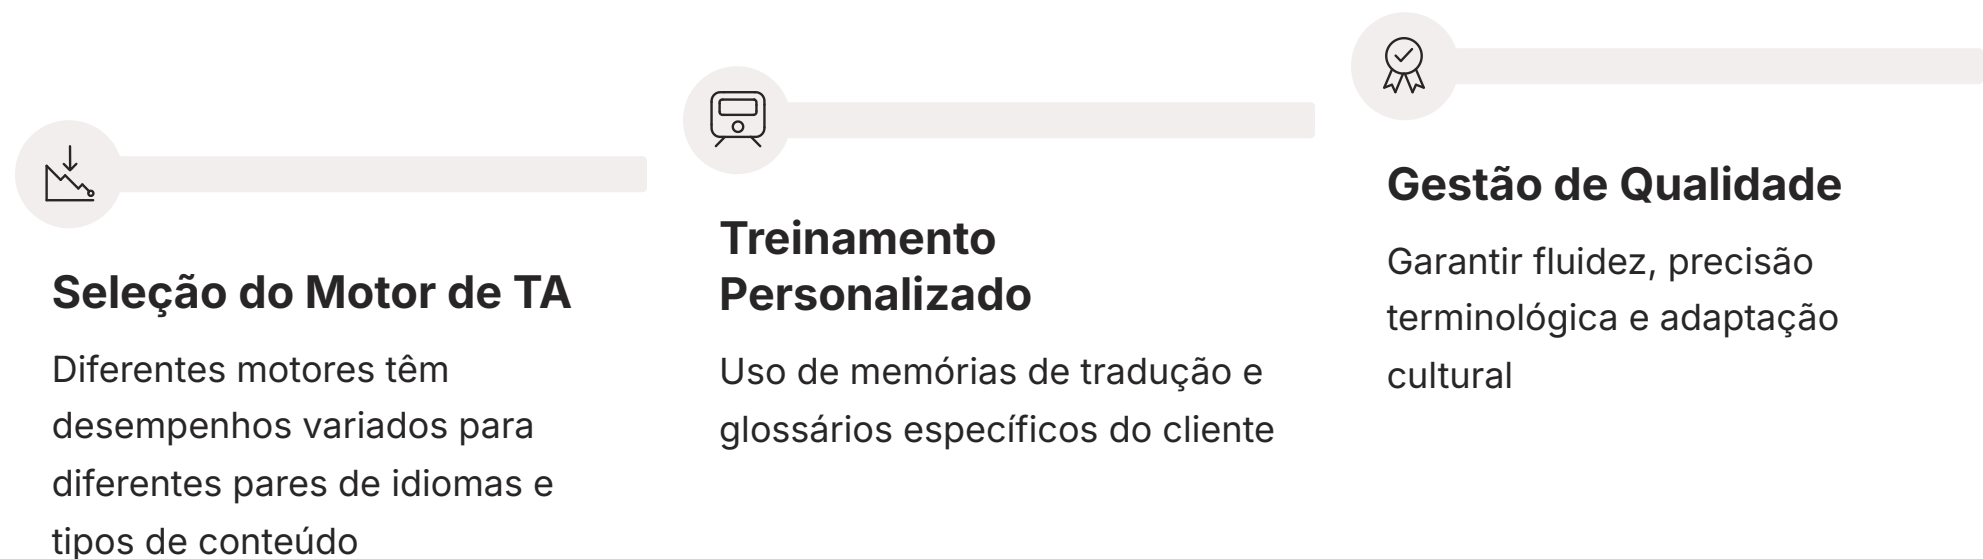 Seleção do Motor de TA
Diferentes motores têm
desempenhos variados para
diferentes pares de idiomas e
tipos de conteúdo
Treinamento
Personalizado
Uso de memórias de tradução e
glossários específicos do cliente
Gestão de Qualidade
Garantir fluidez, precisão
terminológica e adaptação
cultural